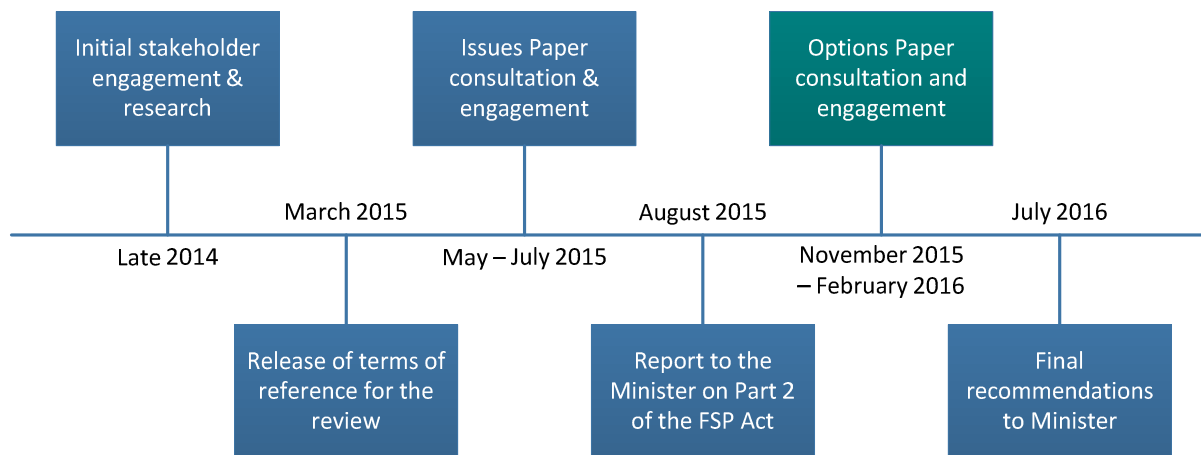 Initial stakeholder
engagement &
research
Issues Paper
consultation &
engagement
Options Paper
consultation and
engagement
March 2015
August 2015
July 2016
Late 2014
May – July 2015
November 2015
– February 2016
Release of terms of
reference for the
review
Report to the
Minister on Part 2
of the FSP Act
Final
recommendations
to Minister